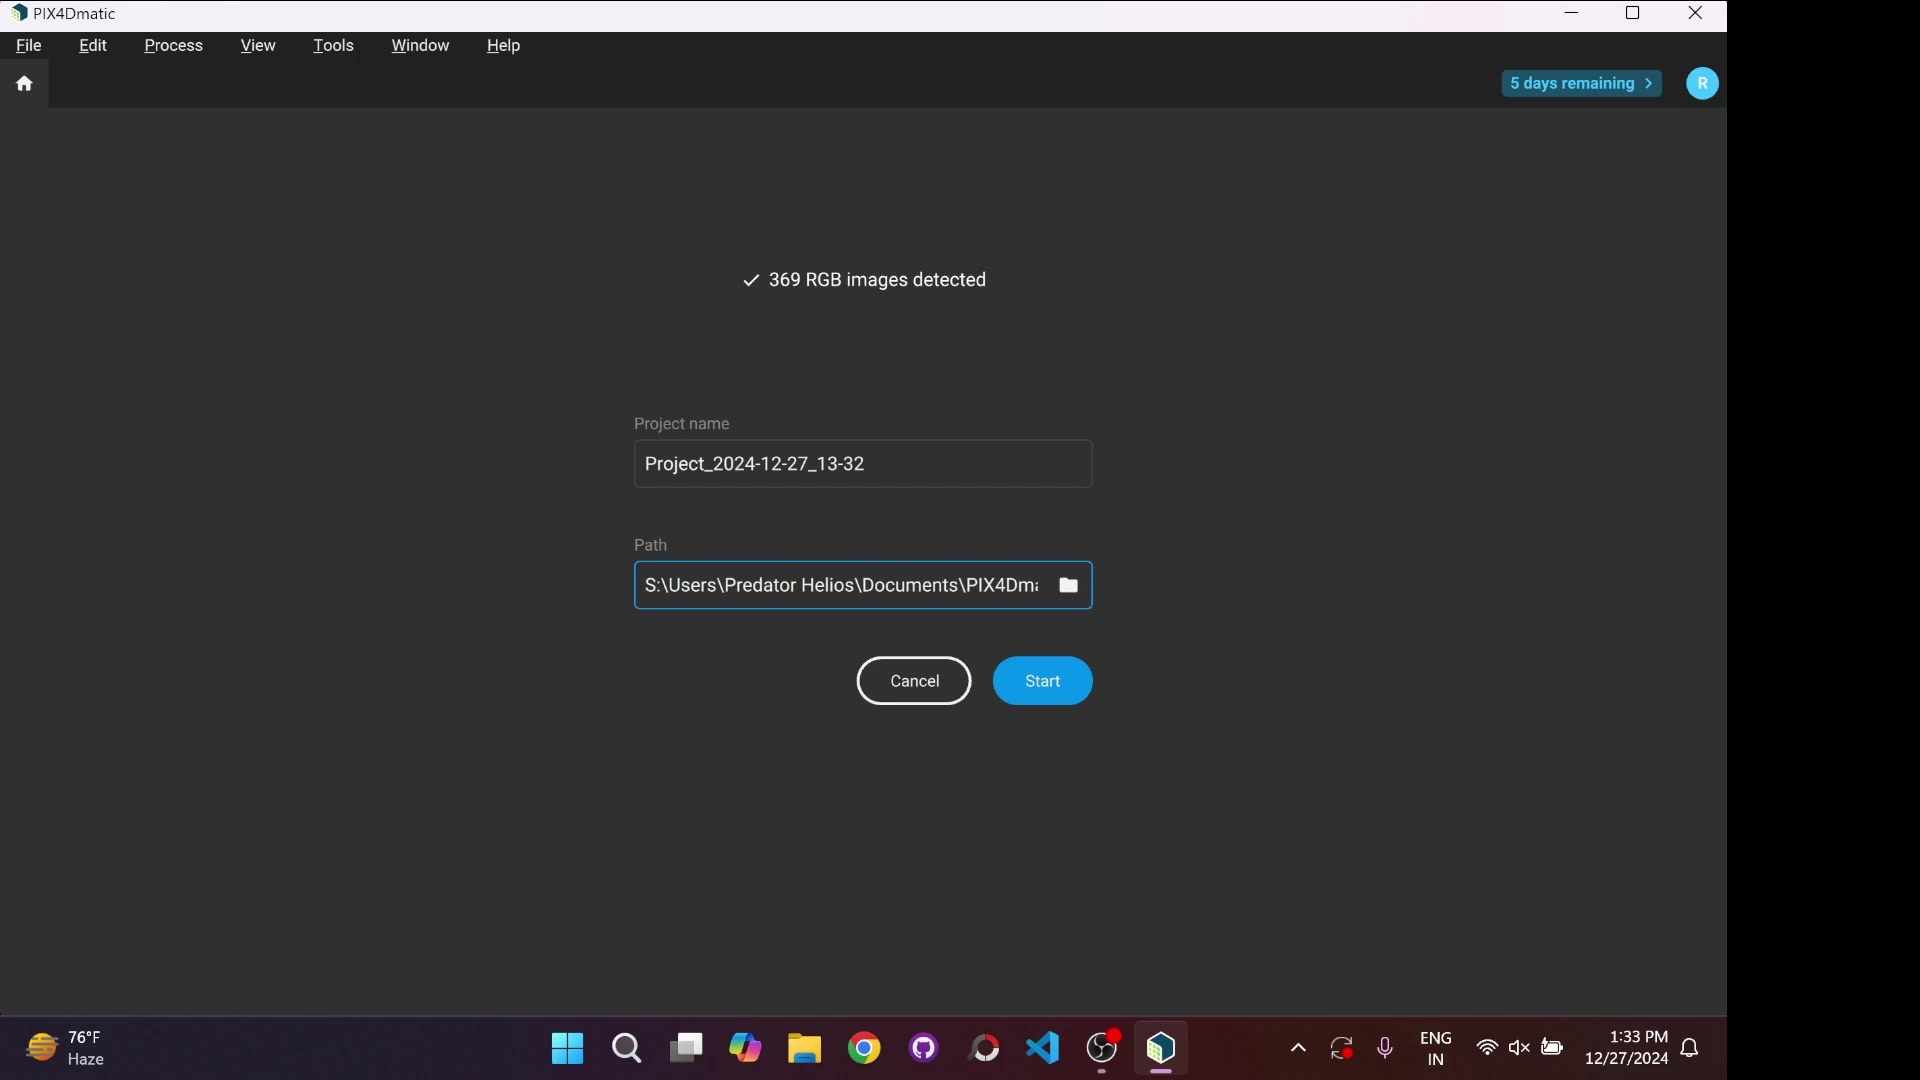 PIX4Dmatic
File Edit Process View Tools Window Help
5 days remaining
R
369 RGB images detected
Project name
Project_2024-12-27_13-32
Path
S:\Users\Predator Helios\Documents\PIX4Dm
Cancel Start
76°F
Haze
ENG
IN
1:33 PM
12/27/2024